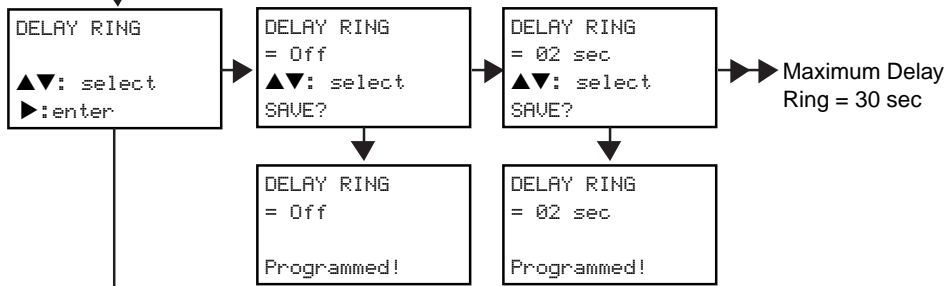 DELAY RING
▲▼: select
▶:enter
DELAY RING
= Off
▲▼: select
SAVE?
DELAY RING
= 02 sec
▲▼: select
SAVE?
Maximum Delay
Ring = 30 sec
DELAY RING
= Off
Programmed!
DELAY RING
= 02 sec
Programmed!